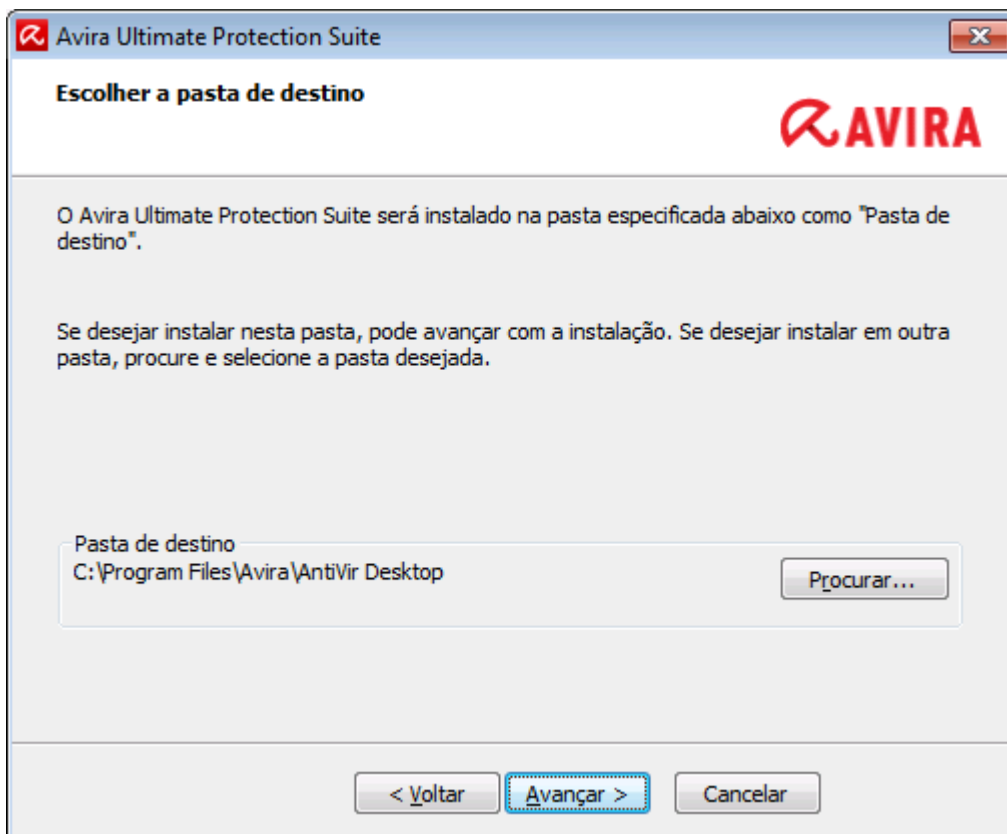 Avira Ultimate Protection Suite
Escolher a pasta de destino
AVIRA
O Avira Ultimate Protection Suite será instalado na pasta especificada abaixo como "Pasta de
destino".
Se desejar instalar nesta pasta, pode avançar com a instalação. Se desejar instalar em outra
pasta, procure e selecione a pasta desejada.
Pasta de destino
C:\Program Files\Avira\AntiVir Desktop
Procurar...
< Voltar
Avançar >
Cancelar